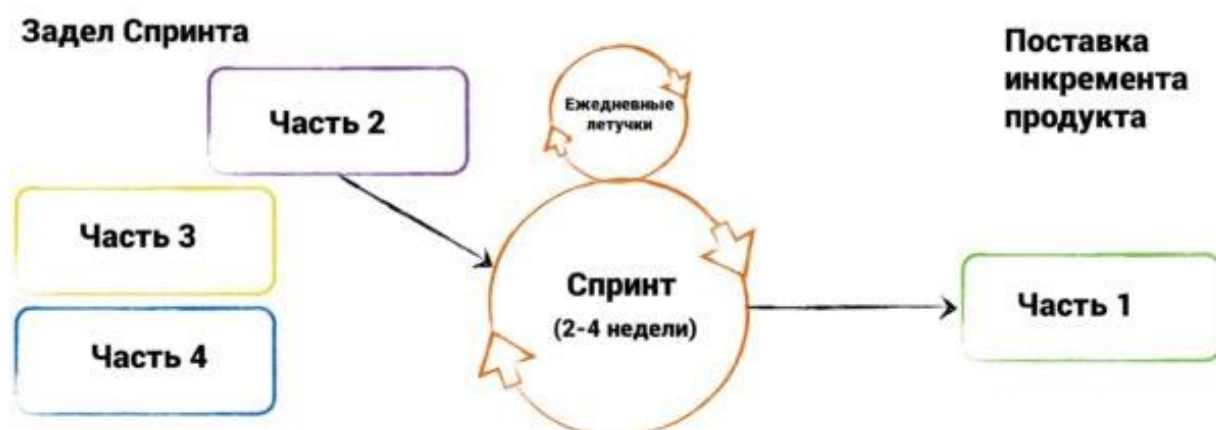 Задел Спринта
Часть 2
Часть 3
Часть 4
Ежедневные
летучки
Спринт
(2-4 недели)
Поставка
инкремента
продукта
Часть 1